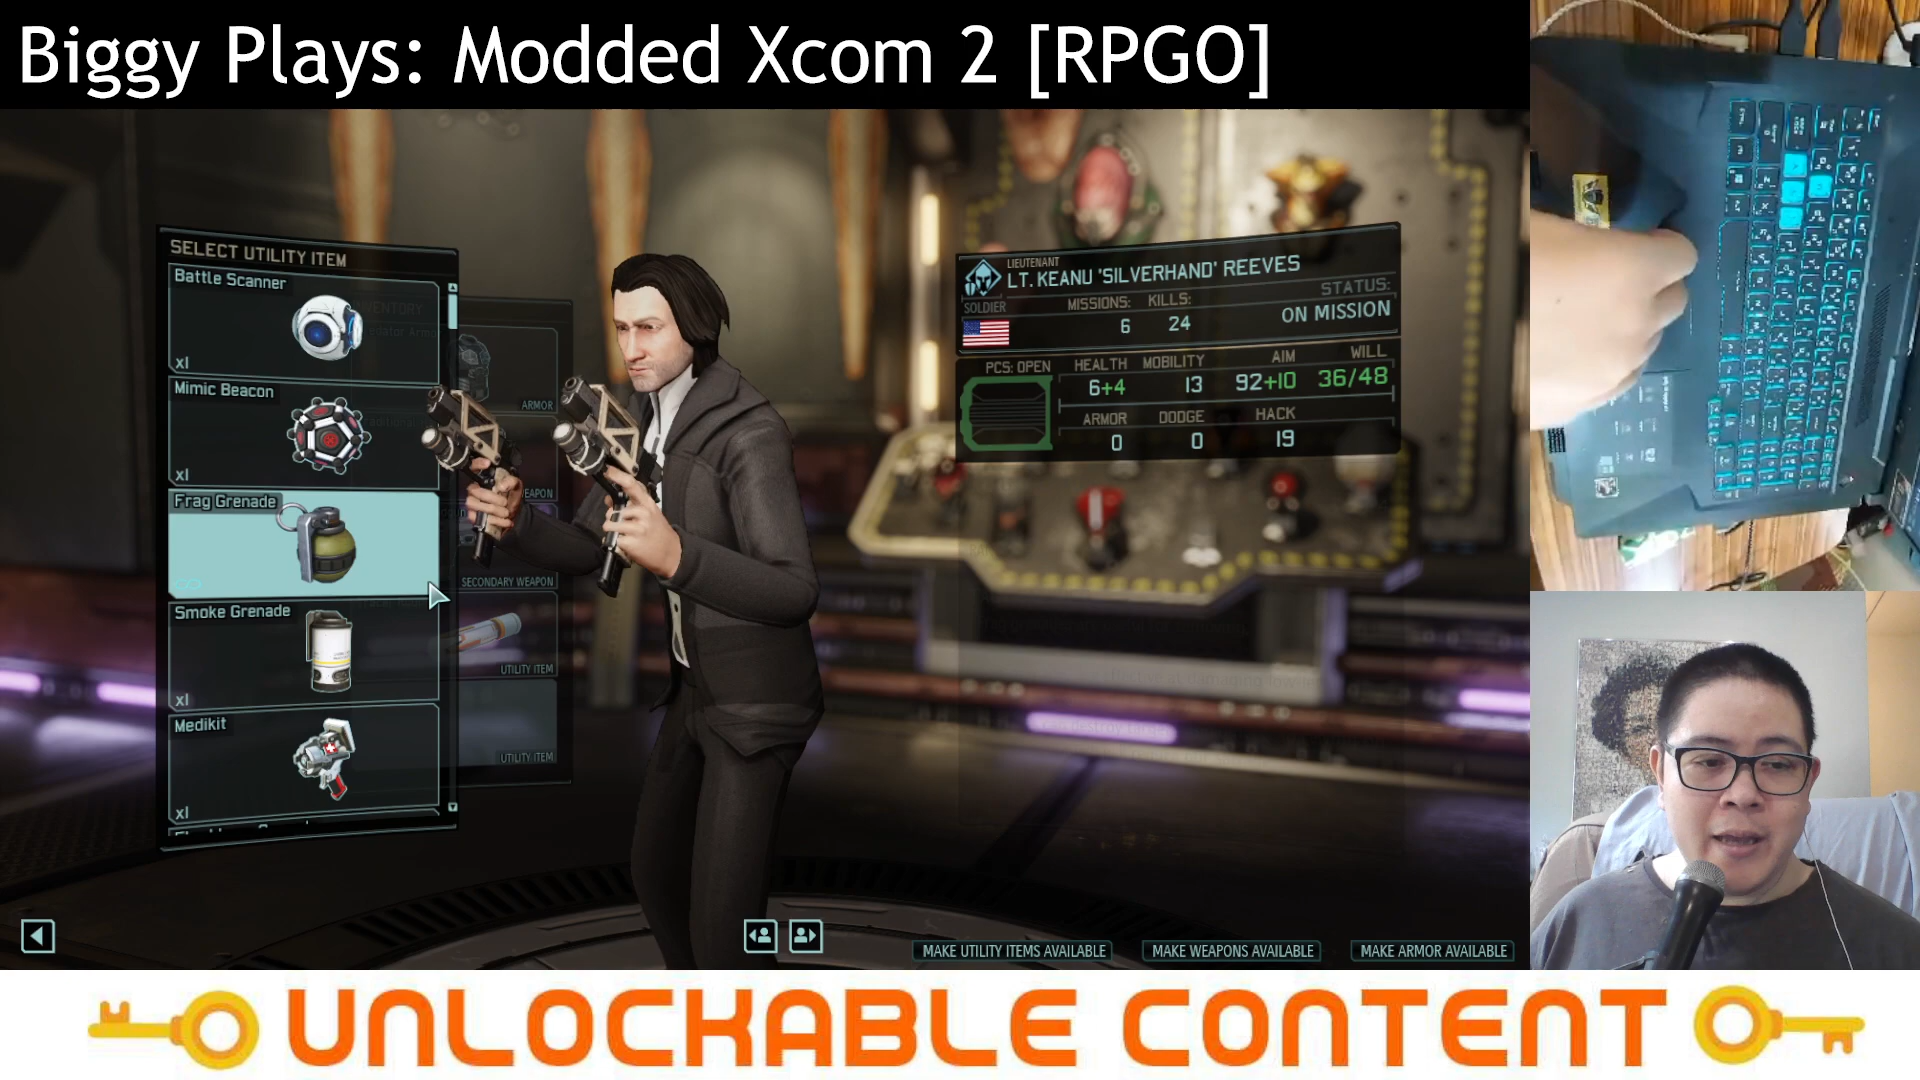 Biggy Plays: Modded Xcom 2 [RPGO]
SELECT UTILITY ITEM
Battle Scanner
x1
Mimic Beacon
x1
Frag Grenade
Smoke Grenade
x1
Medikit
x1
INVENTORY
ARMOR
SECONDARY WEAPON
UTILITY ITEM
UTILITY ITEM
LIEUTENANT
LT. KEANU 'SILVERHAND' REEVES
SOLDIER
MISSIONS: KILLS: STATUS:
6 24 ON MISSION
PCS: OPEN HEALTH MOBILITY AIM WILL
6+4 13 92+10 36/48
ARMOR DODGE HACK
0 0 19
MAKE UTILITY ITEMS AVAILABLE MAKE WEAPONS AVAILABLE MAKE ARMOR AVAILABLE
UNLOCKABLE CONTENT